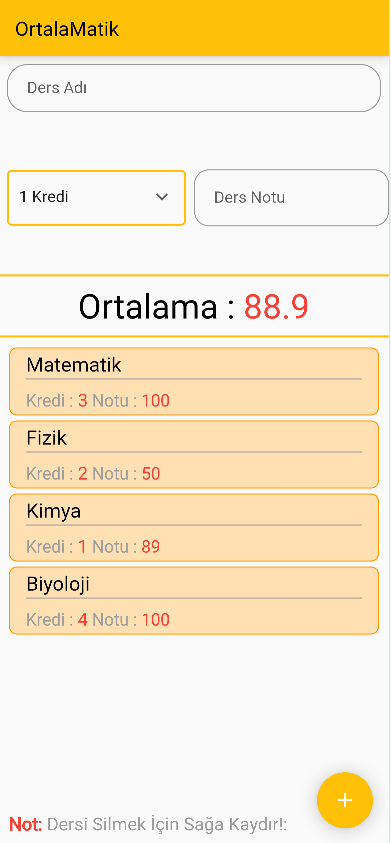 OrtalaMatik
Ders Adı
1 Kredi
Ders Notu
Ortalama : 88.9
Matematik
Kredi : 3 Notu : 100
Fizik
Kredi : 2 Notu : 50
Kimya
Kredi : 1 Notu : 89
Biyoloji
Kredi : 4 Notu : 100
+
Not: Dersi Silmek İçin Sağa Kaydır!: